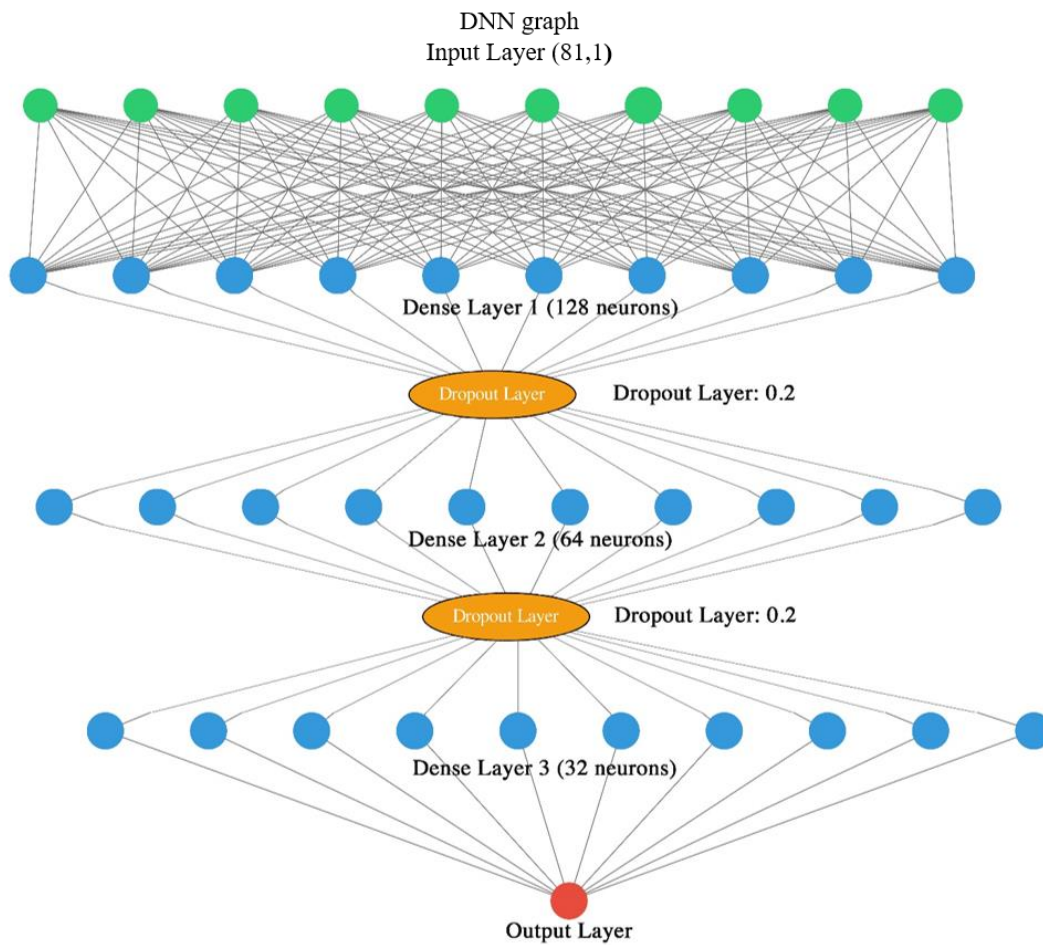 DNN graph
Input Layer (81,1)
Dense Layer 1 (128 neurons)
Dropout Layer
Dropout Layer: 0.2
Dense Layer 2 (64 neurons)
Dropout Layer
Dropout Layer: 0.2
Dense Layer 3 (32 neurons)
Output Layer